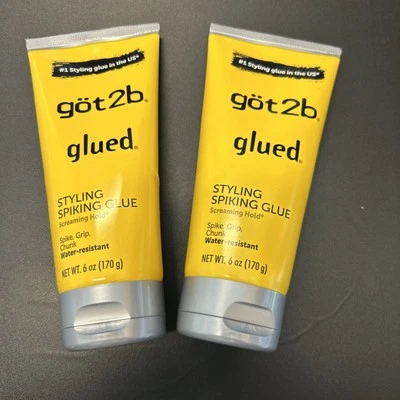 #1 Styling glue in the US*
göt2b®
glued®
STYLING
SPIKING GLUE
Screaming Hold®
Spike, Grip,
Chunk
Water-resistant
NET WT. 6 oz (170 g)
#1 Styling glue in the US*
göt2b®
glued®
STYLING
SPIKING GLUE
Screaming Hold®
Spike, Grip,
Chunk
Water-resistant
NET WT. 6 oz (170 g)